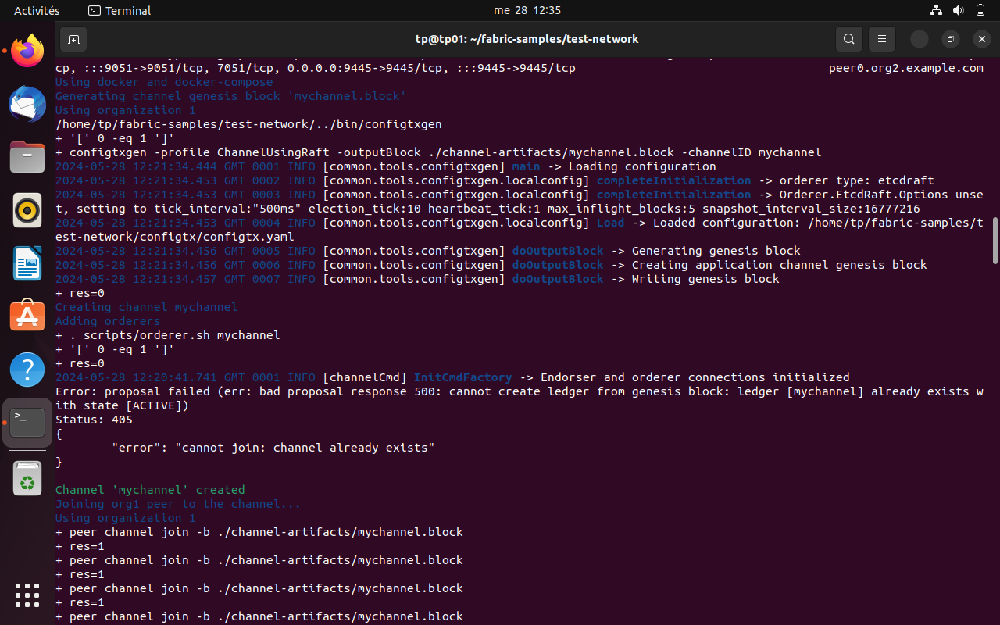 Activités
Terminal
me 28 12:35
tp@tp01: ~/fabric-samples/test-network
cp, :::9051->9051/tcp, 7051/tcp, 0.0.0.0:9445->9445/tcp, :::9445->9445/tcp peer0.org2.example.com
Using docker and docker-compose
Generating channel genesis block 'mychannel.block'
Using organization 1
/home/tp/fabric-samples/test-network/../bin/configtxgen
+ '[' 0 -eq 1 ']'
+ configtxgen -profile ChannelUsingRaft -outputBlock ./channel-artifacts/mychannel.block -channelID mychannel
2024-05-28 12:21:34.444 GMT 0001 INFO [common.tools.configtxgen] main -> Loading configuration
2024-05-28 12:21:34.453 GMT 0002 INFO [common.tools.configtxgen.localconfig] completeInitialization -> orderer type: etcdraft
2024-05-28 12:21:34.453 GMT 0003 INFO [common.tools.configtxgen.localconfig] completeInitialization -> Orderer.EtcdRaft.Options unse
t, setting to tick_interval:"500ms" election_tick:10 heartbeat_tick:1 max_inflight_blocks:5 snapshot_interval_size:16777216
2024-05-28 12:21:34.453 GMT 0004 INFO [common.tools.configtxgen.localconfig] Load -> Loaded configuration: /home/tp/fabric-samples/t
est-network/configtx/configtx.yaml
2024-05-28 12:21:34.456 GMT 0005 INFO [common.tools.configtxgen] doOutputBlock -> Generating genesis block
2024-05-28 12:21:34.456 GMT 0006 INFO [common.tools.configtxgen] doOutputBlock -> Creating application channel genesis block
2024-05-28 12:21:34.457 GMT 0007 INFO [common.tools.configtxgen] doOutputBlock -> Writing genesis block
+ res=0
Creating channel mychannel
Adding orderers
+ . scripts/orderer.sh mychannel
+ '[' 0 -eq 1 ']'
+ res=0
2024-05-28 12:20:41.741 GMT 0001 INFO [channelCmd] InitCmdFactory -> Endorser and orderer connections initialized
Error: proposal failed (err: bad proposal response 500: cannot create ledger from genesis block: ledger [mychannel] already exists w
ith state [ACTIVE])
Status: 405
{
"error": "cannot join: channel already exists"
}
Channel 'mychannel' created
Joining org1 peer to the channel...
Using organization 1
+ peer channel join -b ./channel-artifacts/mychannel.block
+ res=1
+ peer channel join -b ./channel-artifacts/mychannel.block
+ res=1
+ peer channel join -b ./channel-artifacts/mychannel.block
+ res=1
+ peer channel join -b ./channel-artifacts/mychannel.block